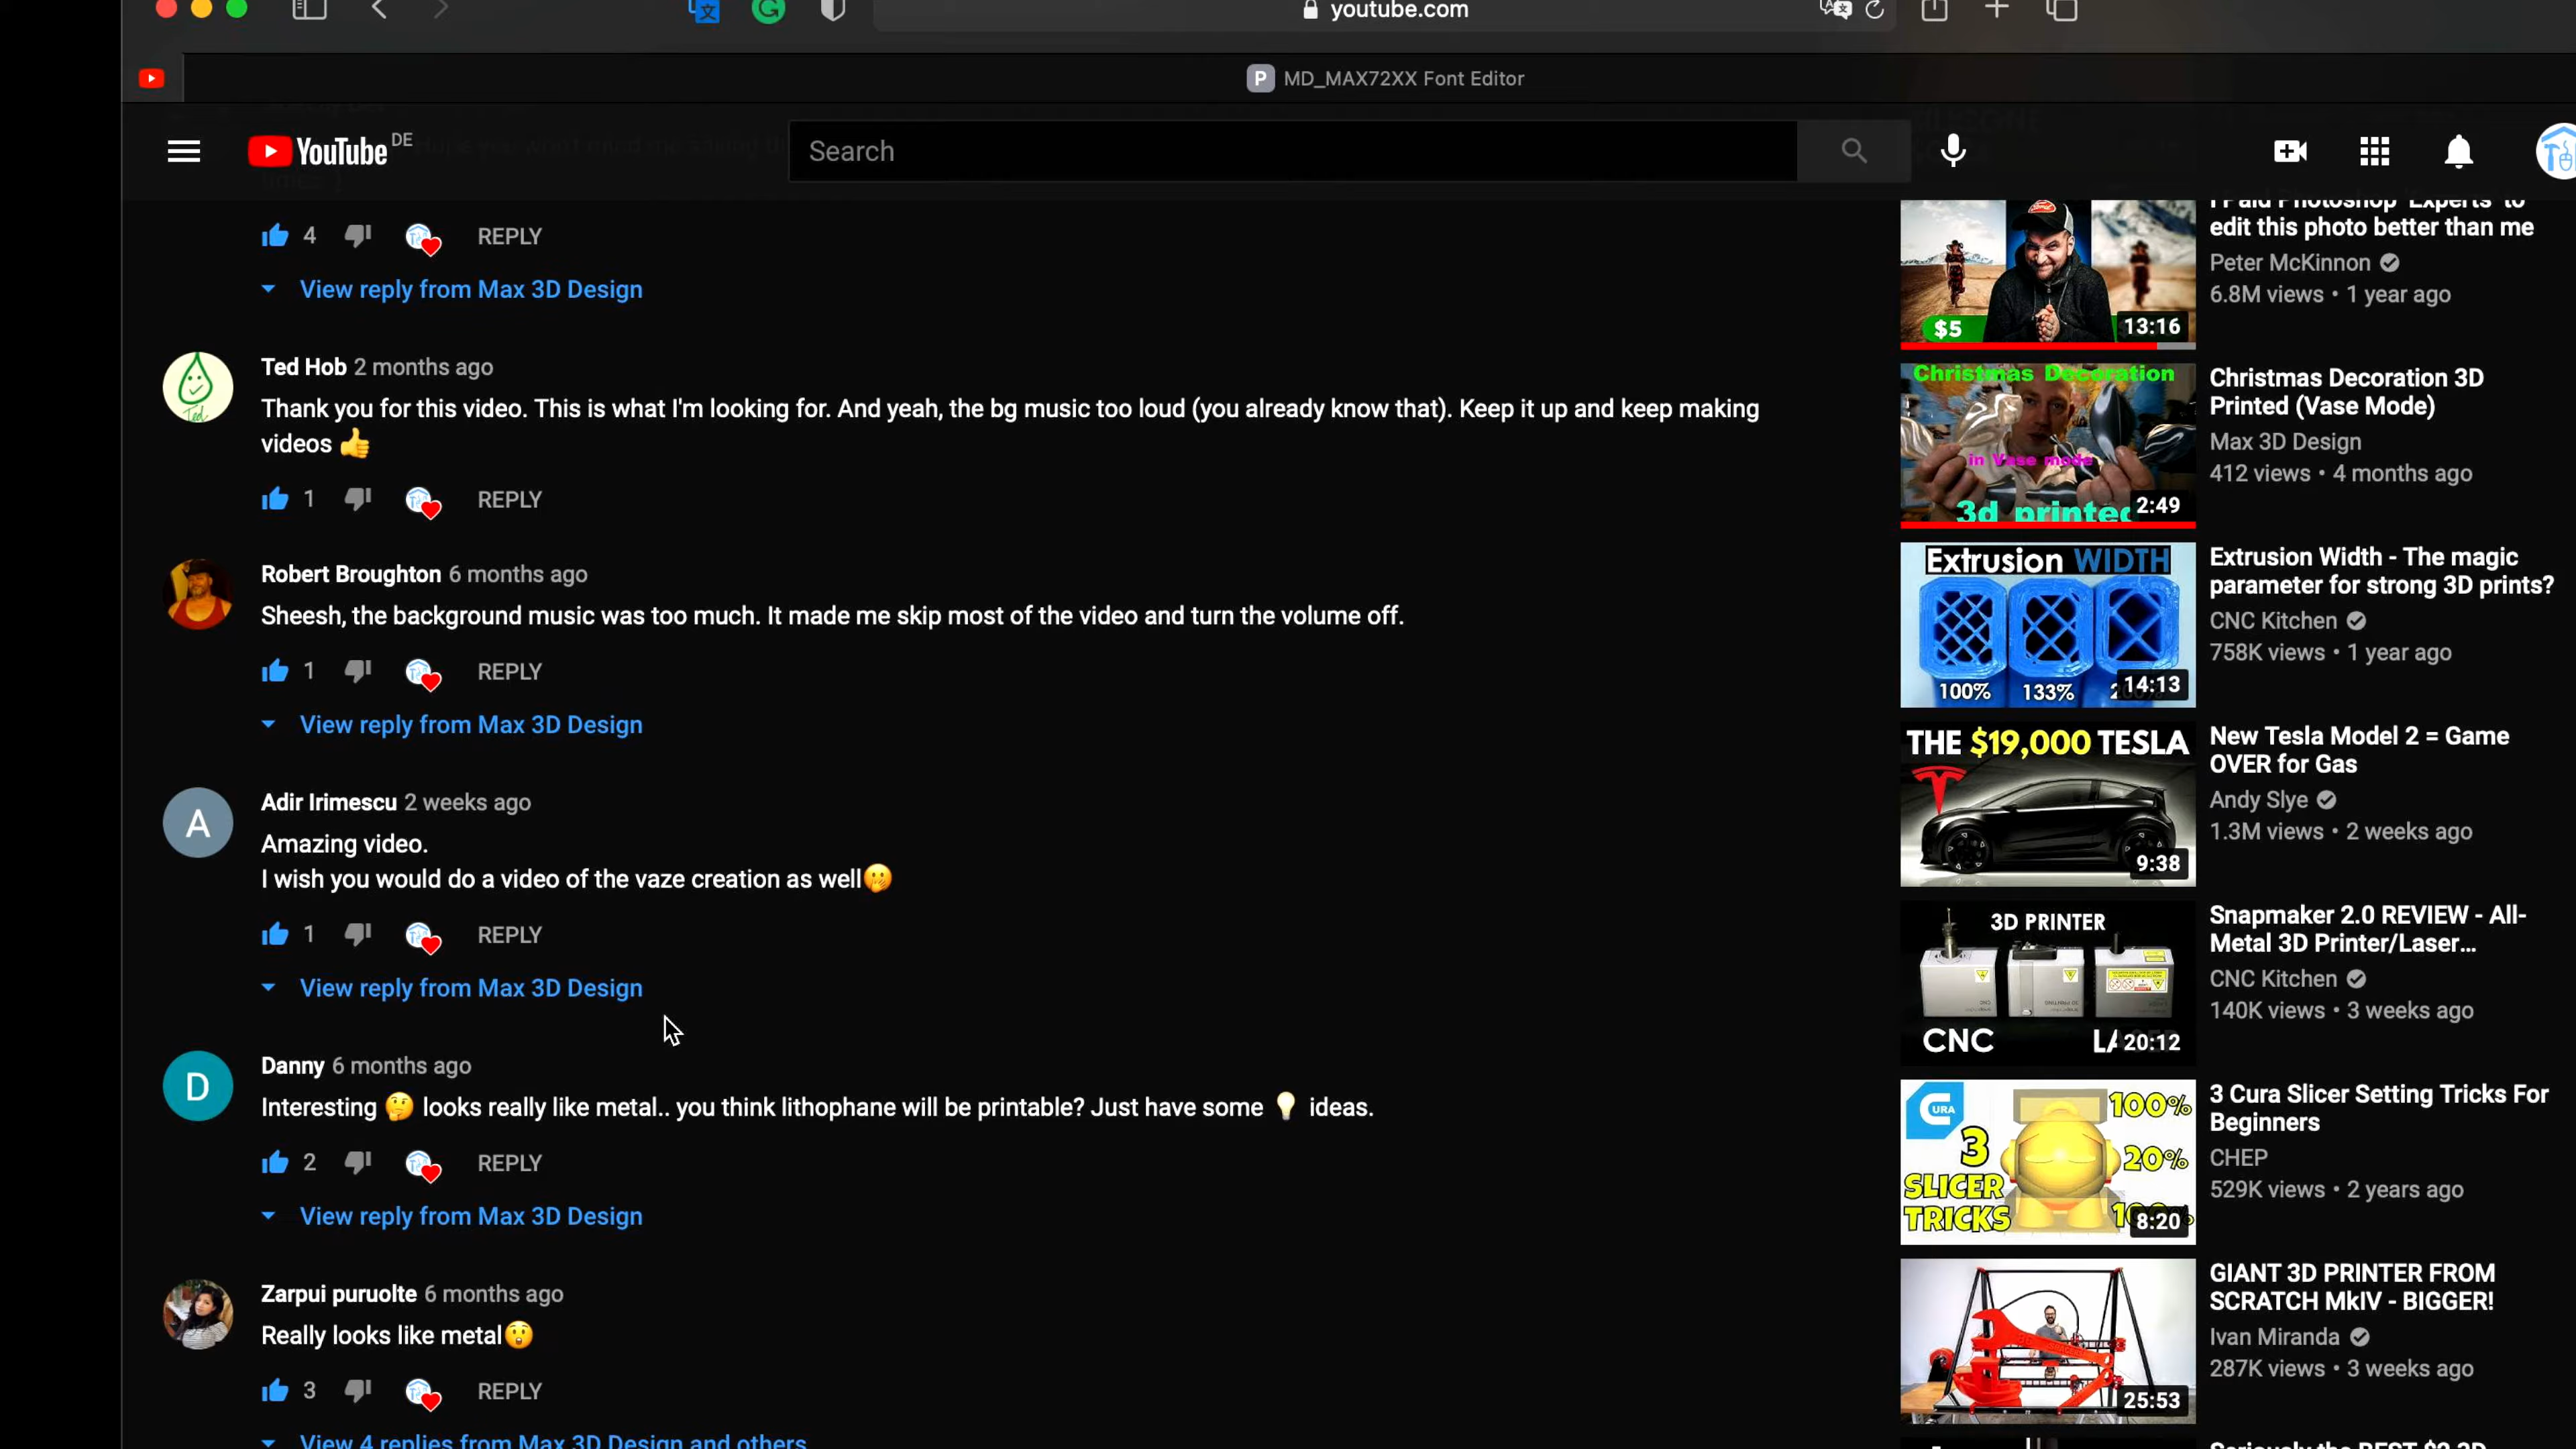 youtube.com
P MD_MAX72XX Font Editor
YouTube DE
Search
4 REPLY
View reply from Max 3D Design
Ted Hob 2 months ago
Thank you for this video. This is what I'm looking for. And yeah, the bg music too loud (you already know that). Keep it up and keep making
videos 👍
1 REPLY
Robert Broughton 6 months ago
Sheesh, the background music was too much. It made me skip most of the video and turn the volume off.
1 REPLY
View reply from Max 3D Design
A
Adir Irimescu 2 weeks ago
Amazing video.
I wish you would do a video of the vaze creation as well🤭
1 REPLY
View reply from Max 3D Design
D
Danny 6 months ago
Interesting 🤔 looks really like metal.. you think lithophane will be printable? Just have some 💡 ideas.
2 REPLY
View reply from Max 3D Design
Zarpui puruolte 6 months ago
Really looks like metal😲
3 REPLY
View 4 replies from Max 3D Design and others
$5
13:16
I Paid Photoshop 'Experts' to
edit this photo better than me
Peter McKinnon
6.8M views • 1 year ago
Christmas Decoration
in Vase mode
3d printed
2:49
Christmas Decoration 3D
Printed (Vase Mode)
Max 3D Design
412 views • 4 months ago
Extrusion WIDTH
100% 133%
14:13
Extrusion Width - The magic
parameter for strong 3D prints?
CNC Kitchen
758K views • 1 year ago
THE $19,000 TESLA
9:38
New Tesla Model 2 = Game
OVER for Gas
Andy Slye
1.3M views • 2 weeks ago
3D PRINTER
CNC
20:12
Snapmaker 2.0 REVIEW - All-
Metal 3D Printer/Laser...
CNC Kitchen
140K views • 3 weeks ago
CURA
3
SLICER
TRICKS
100%
20%
8:20
3 Cura Slicer Setting Tricks For
Beginners
CHEP
529K views • 2 years ago
25:53
GIANT 3D PRINTER FROM
SCRATCH MkIV - BIGGER!
Ivan Miranda
287K views • 3 weeks ago